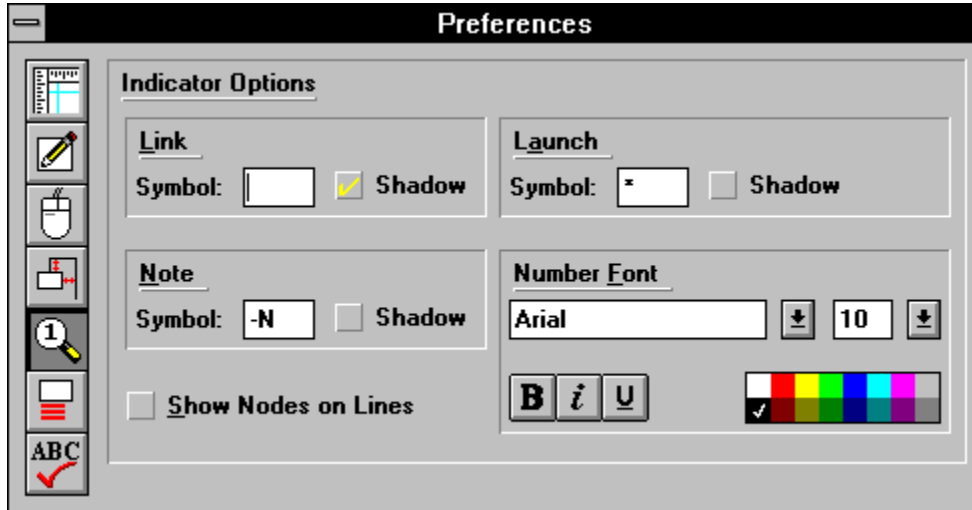 Preferences
Indicator Options
Link
Symbol: Shadow
Launch
Symbol: * Shadow
Note
Symbol: -N Shadow
Number Font
Arial 10
B i U
Show Nodes on Lines
1
ABC